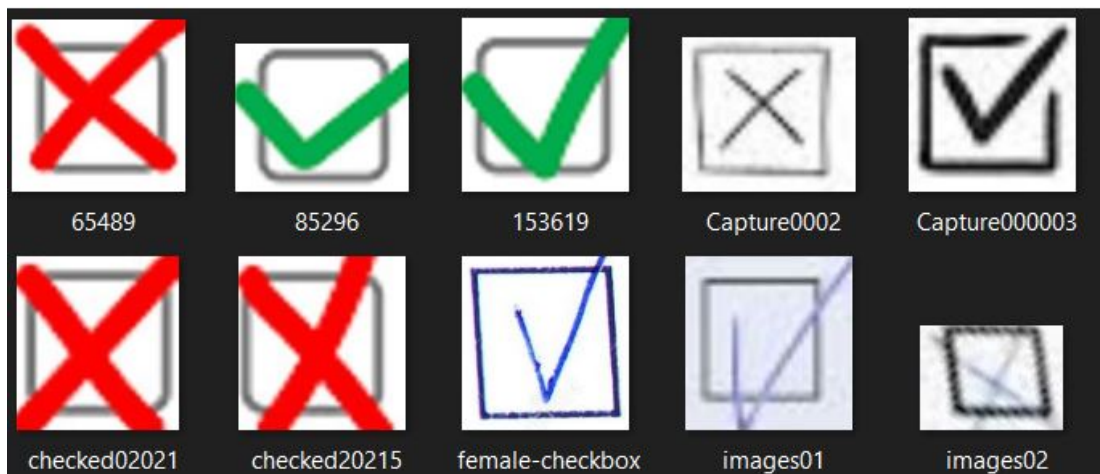 65489 85296 153619 Capture0002 Capture000003
checked02021 checked20215 female-checkbox images01 images02